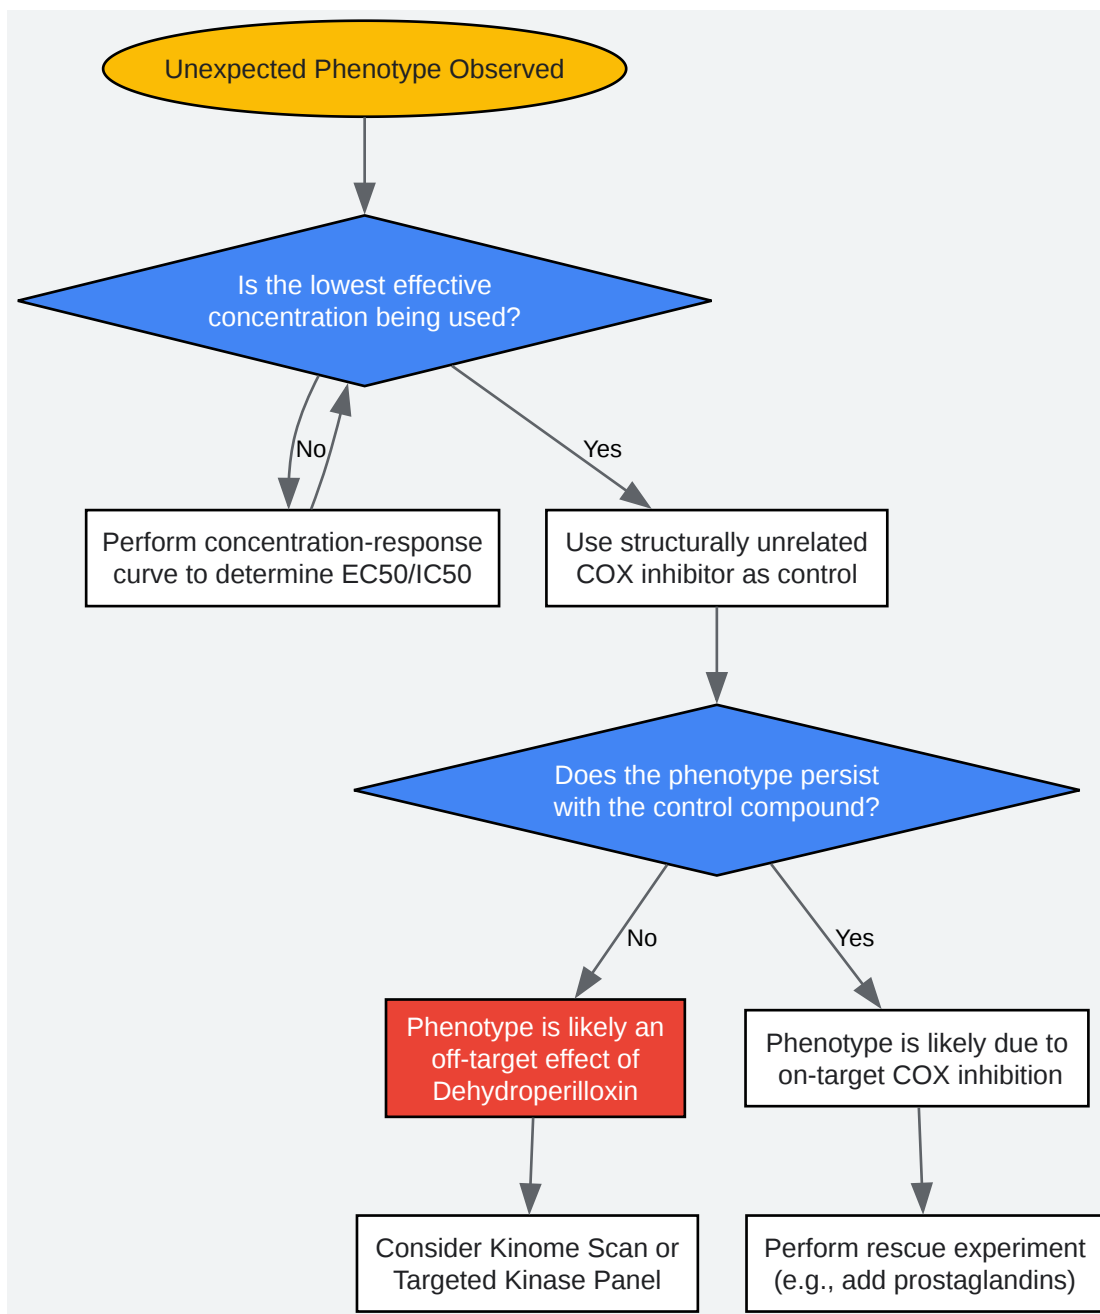 Unexpected Phenotype Observed
Is the lowest effective
concentration being used?
No
Yes
Perform concentration-response
curve to determine EC50/IC50
Use structurally unrelated
COX inhibitor as control
Does the phenotype persist
with the control compound?
No
Yes
Phenotype is likely an
off-target effect of
Dehydroperilloxin
Phenotype is likely due to
on-target COX inhibition
Consider Kinome Scan or
Targeted Kinase Panel
Perform rescue experiment
(e.g., add prostaglandins)